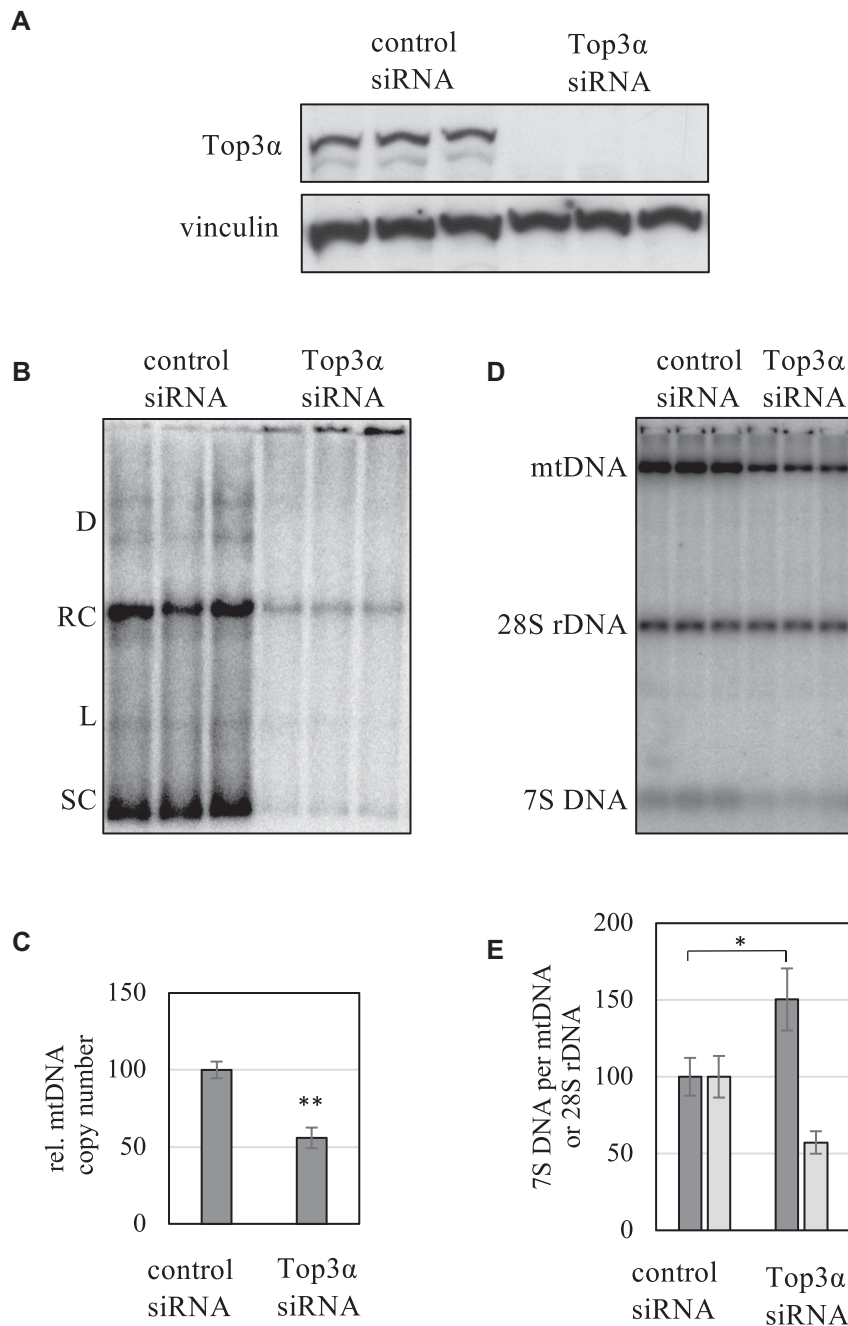 A
control
siRNA
Top3α
siRNA
Top3α
vinculin
B
control
siRNA
Top3α
siRNA
D
RC
L
SC
D
control
siRNA
Top3α
siRNA
mtDNA
28S rDNA
7S DNA
C
rel. mtDNA
copy number
150
100
50
0
**
control
siRNA
Top3α
siRNA
E
7S DNA per mtDNA
or 28S rDNA
200
150
100
50
0
*
control
siRNA
Top3α
siRNA